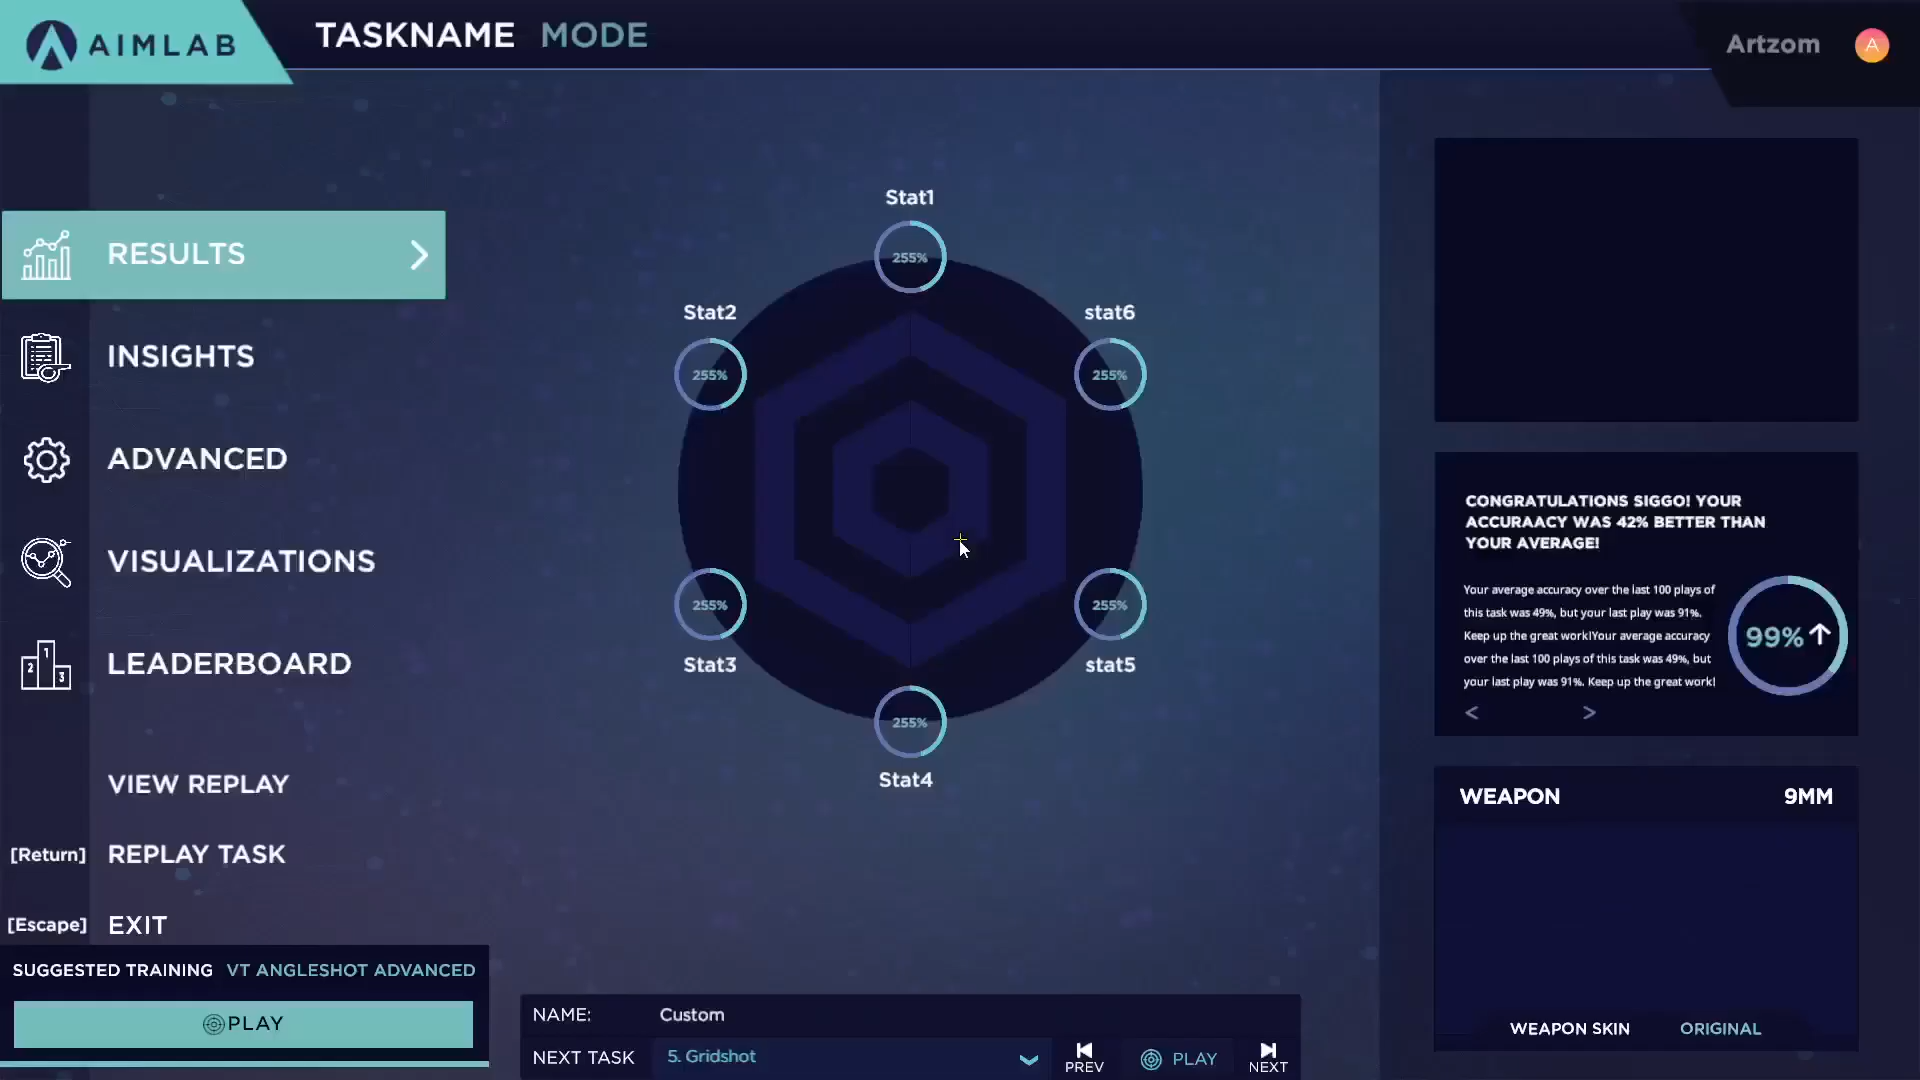 AIMLAB
TASKNAME MODE
Artzom
A
RESULTS
INSIGHTS
ADVANCED
VISUALIZATIONS
1
2
3
LEADERBOARD
VIEW REPLAY
[Return] REPLAY TASK
[Escape] EXIT
SUGGESTED TRAINING VT ANGLESHOT ADVANCED
PLAY
Stat1
255%
Stat2
255%
stat6
255%
255%
Stat3
255%
stat5
255%
Stat4
NAME: Custom
NEXT TASK 5. Gridshot
PREV
PLAY
NEXT
CONGRATULATIONS SIGGO! YOUR
ACCURAACY WAS 42% BETTER THAN
YOUR AVERAGE!
Your average accuracy over the last 100 plays of
this task was 49%, but your last play was 91%.
Keep up the great work!Your average accuracy
over the last 100 plays of this task was 49%, but
your last play was 91%. Keep up the great work!
99%
< >
WEAPON 9MM
WEAPON SKIN ORIGINAL